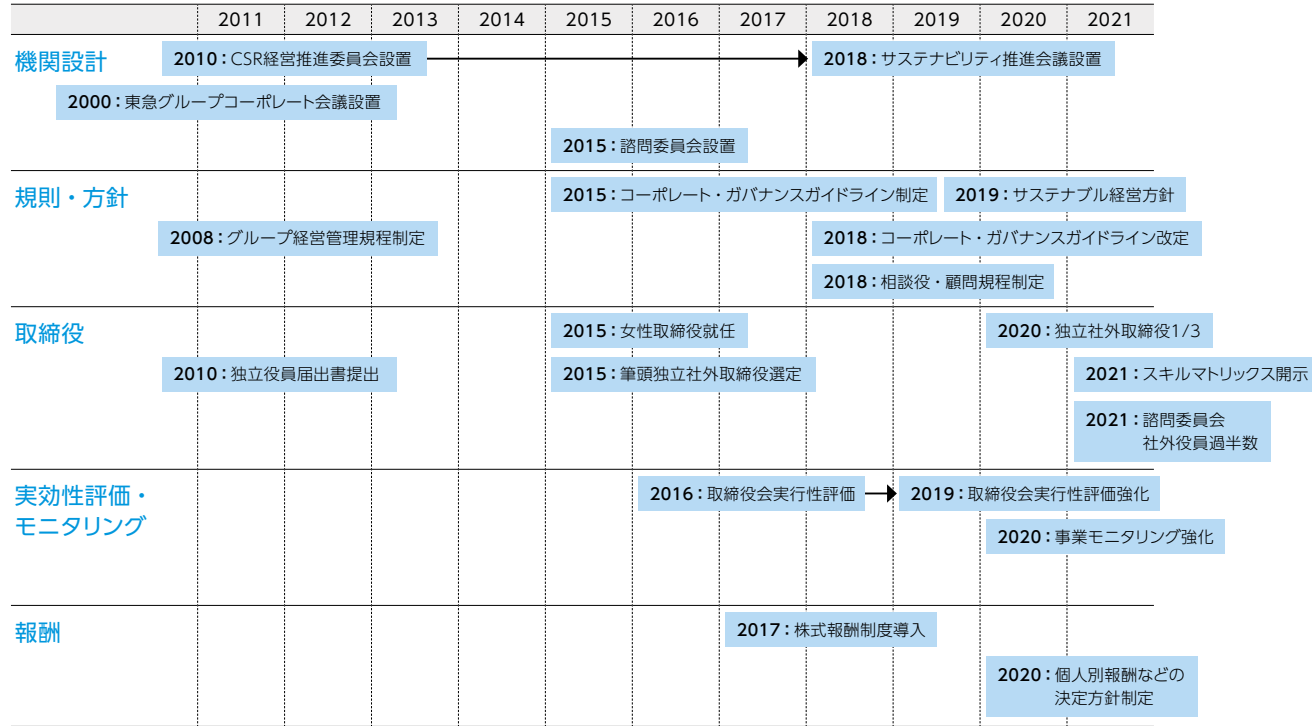 2011 2012 2013 2014 2015 2016 2017 2018 2019 2020 2021
機関設計
2010：CSR経営推進委員会設置
2018：サステナビリティ推進会議設置
2000：東急グループコーポレート会議設置
2015：諮問委員会設置
規則・方針
2015：コーポレート・ガバナンスガイドライン制定
2019：サステナブル経営方針
2008：グループ経営管理規程制定
2018：コーポレート・ガバナンスガイドライン改定
2018：相談役・顧問規程制定
取締役
2015：女性取締役就任
2020：独立社外取締役1/3
2010：独立役員届出書提出
2015：筆頭独立社外取締役選定
2021：スキルマトリックス開示
2021：諮問委員会
社外役員過半数
実効性評価・
モニタリング
2016：取締役会実行性評価
2019：取締役会実行性評価強化
2020：事業モニタリング強化
報酬
2017：株式報酬制度導入
2020：個人別報酬などの
決定方針制定